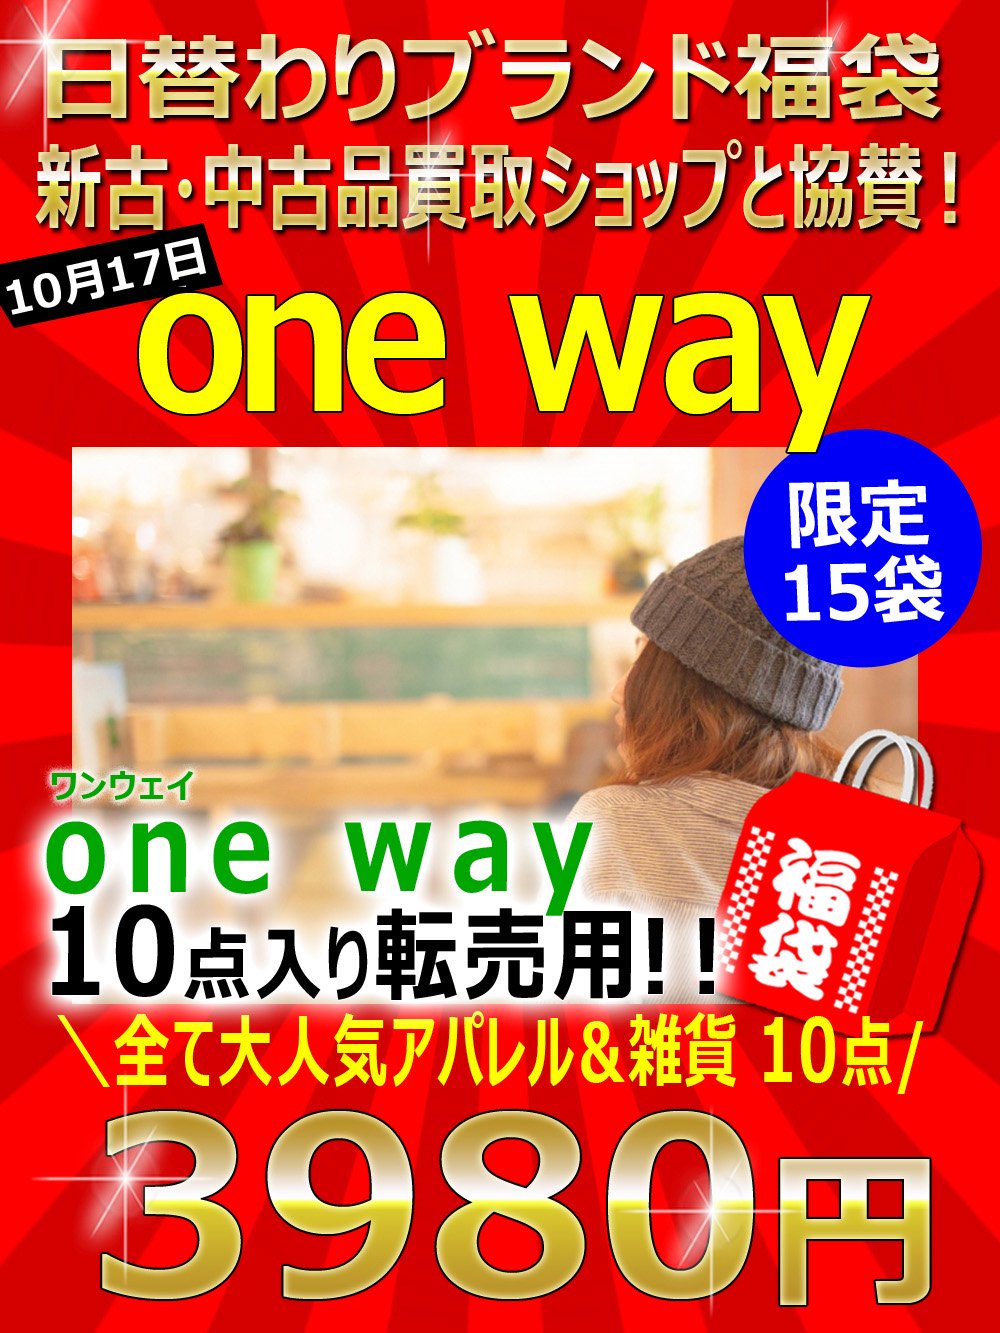 日替わりブランド福袋
新古・中古品買取ショップと協賛！
10月17日
one way
限定
15袋
ワンウェイ
one way
10点入り転売用！！
福袋
＼全て大人気アパレル＆雑貨 10点/
3980円